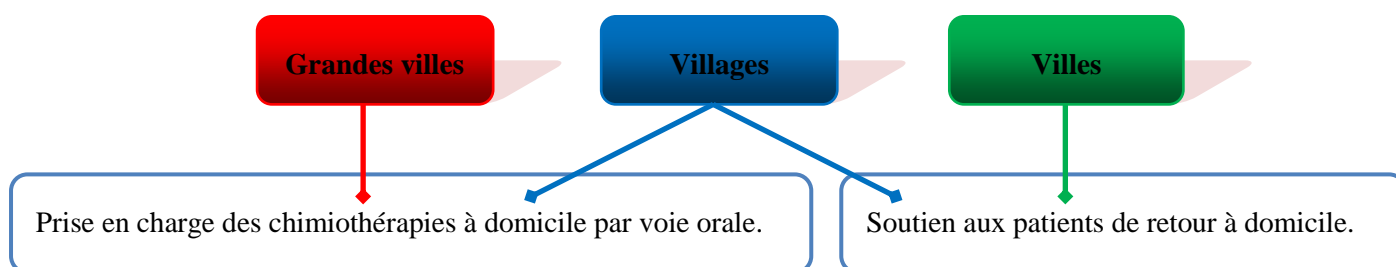 Grandes villes
Villages
Villes
Prise en charge des chimiothérapies à domicile par voie orale.
Soutien aux patients de retour à domicile.